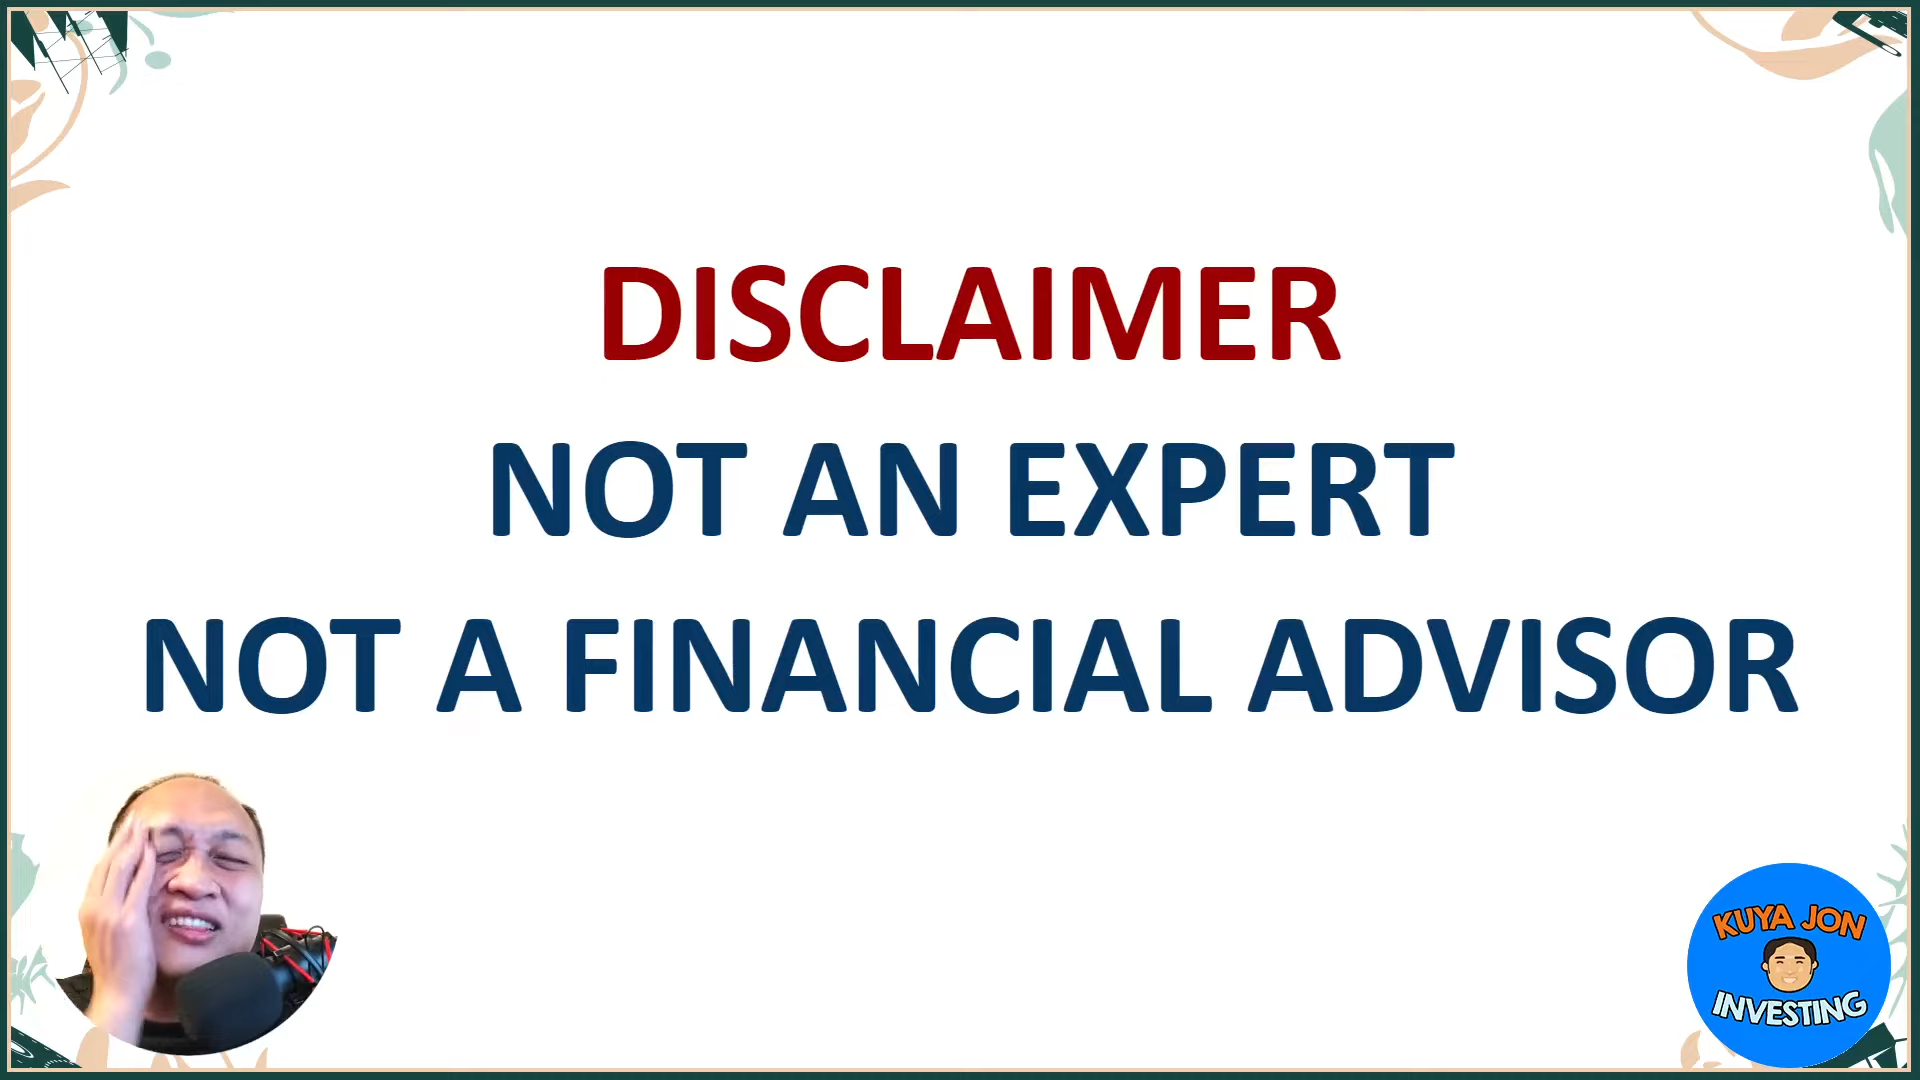 DISCLAIMER
NOT AN EXPERT
NOT A FINANCIAL ADVISOR
KUYA JON
INVESTING